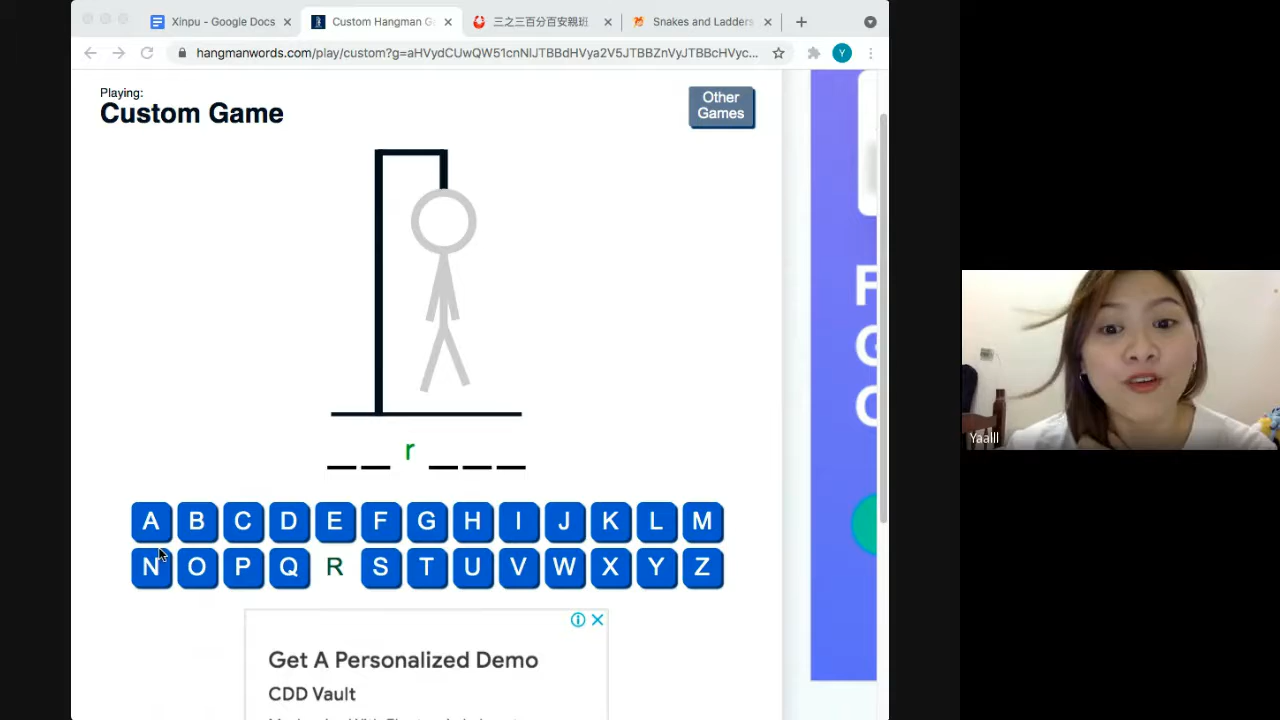 Xinpu - Google Docs
Custom Hangman G
三之三百分百安親班
Snakes and Ladders
hangmanwords.com/play/custom?g=aHVydCUwQW51cnNlJTBBdHVya2V5JTBBZnVyJTBBcHVyc...
Y
Playing:
Custom Game
Other
Games
r
A B C D E F G H I J K L M
N O P Q R S T U V W X Y Z
Get A Personalized Demo
CDD Vault
F
G
C
Yaalll